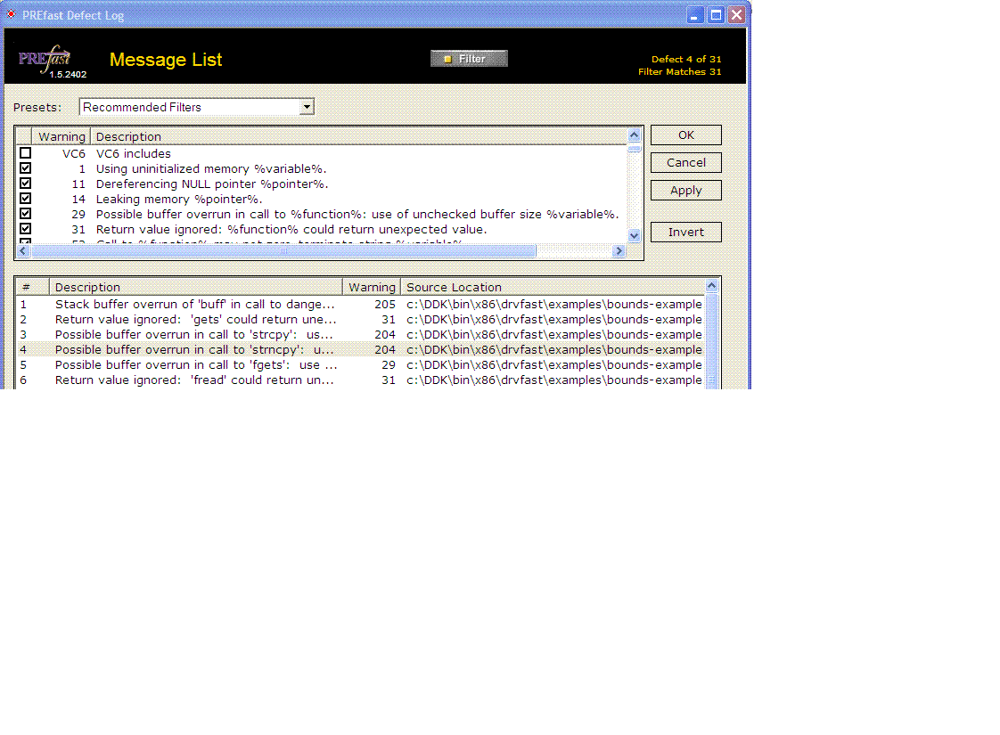 PREfast Defect Log
PREfast
1.5.2402
Message List
Filter
Defect 4 of 31
Filter Matches 31
Presets: Recommended Filters
Warning Description
VC6 VC6 includes
1 Using uninitialized memory %variable%.
11 Dereferencing NULL pointer %pointer%.
14 Leaking memory %pointer%.
29 Possible buffer overrun in call to %function%: use of unchecked buffer size %variable%.
31 Return value ignored: %function% could return unexpected value.
OK
Cancel
Apply
Invert
# Description Warning Source Location
1 Stack buffer overrun of 'buff' in call to dange... 205 c:\DDK\bin\x86\drvfast\examples\bounds-example
2 Return value ignored: 'gets' could return une... 31 c:\DDK\bin\x86\drvfast\examples\bounds-example
3 Possible buffer overrun in call to 'strcpy': us... 204 c:\DDK\bin\x86\drvfast\examples\bounds-example
4 Possible buffer overrun in call to 'strncpy': u... 204 c:\DDK\bin\x86\drvfast\examples\bounds-example
5 Possible buffer overrun in call to 'fgets': use ... 29 c:\DDK\bin\x86\drvfast\examples\bounds-example
6 Return value ignored: 'fread' could return un... 31 c:\DDK\bin\x86\drvfast\examples\bounds-example